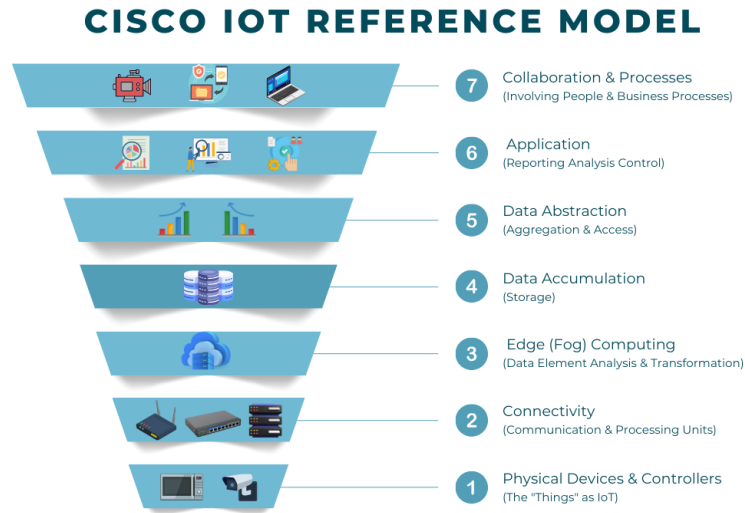 CISCO IOT REFERENCE MODEL
7
Collaboration & Processes
(Involving People & Business Processes)
6
Application
(Reporting Analysis Control)
5
Data Abstraction
(Aggregation & Access)
4
Data Accumulation
(Storage)
3
Edge (Fog) Computing
(Data Element Analysis & Transformation)
2
Connectivity
(Communication & Processing Units)
1
Physical Devices & Controllers
(The "Things" as IoT)